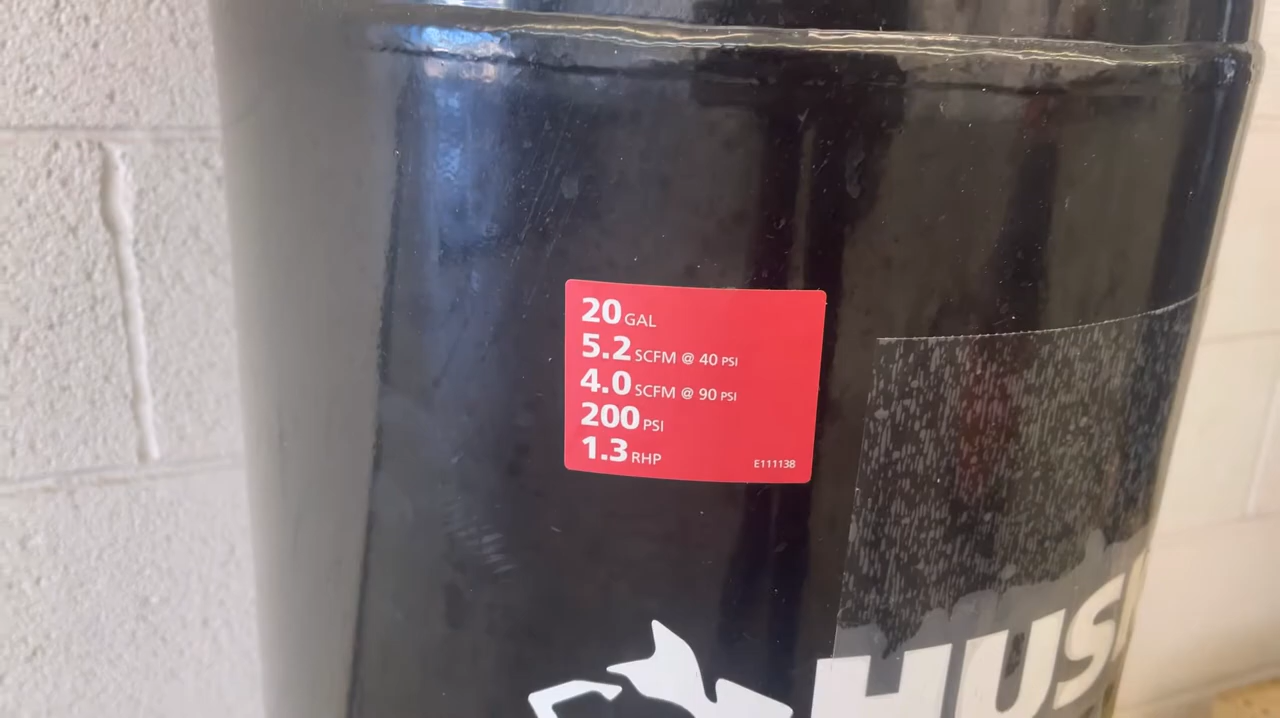 20 GAL
5.2 SCFM @ 40 PSI
4.0 SCFM @ 90 PSI
200 PSI
1.3 RHP
E111138
HUS